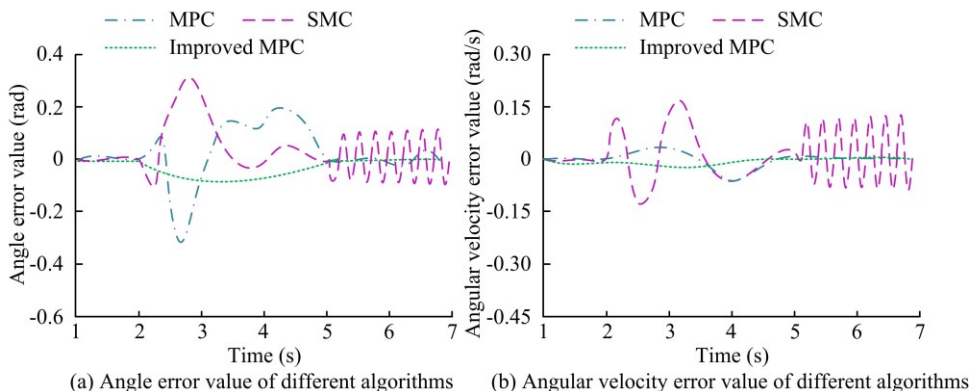 MPC SMC
Improved MPC
Angle error value (rad)
0.4
0.2
0
-0.2
-0.4
-0.6
1 2 3 4 5 6 7
Time (s)
(a) Angle error value of different algorithms
MPC SMC
Improved MPC
Angular velocity error value (rad/s)
0.30
0.15
0
-0.15
-0.30
-0.45
1 2 3 4 5 6 7
Time (s)
(b) Angular velocity error value of different algorithms